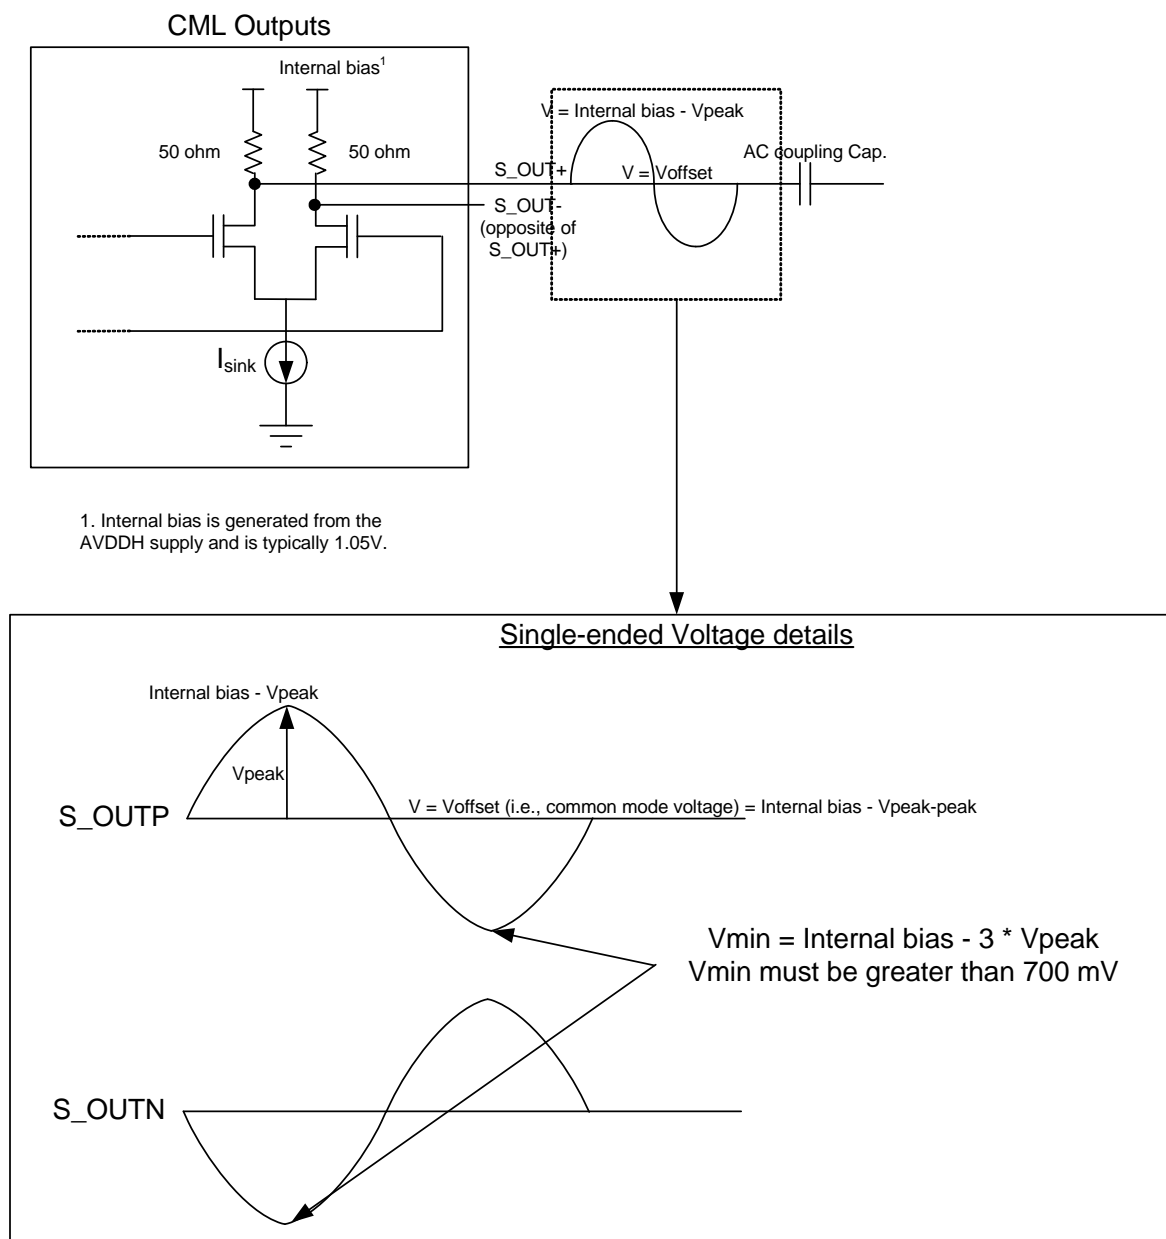 CML Outputs
Internal bias1
50 ohm
50 ohm
V = Internal bias - Vpeak
AC coupling Cap.
S_OUT+
V = Voffset
S_OUT-
(opposite of
S_OUT+)
Isink
1. Internal bias is generated from the
AVDDH supply and is typically 1.05V.
Single-ended Voltage details
Internal bias - Vpeak
Vpeak
S_OUTP
V = Voffset (i.e., common mode voltage) = Internal bias - Vpeak-peak
Vmin = Internal bias - 3 * Vpeak
Vmin must be greater than 700 mV
S_OUTN